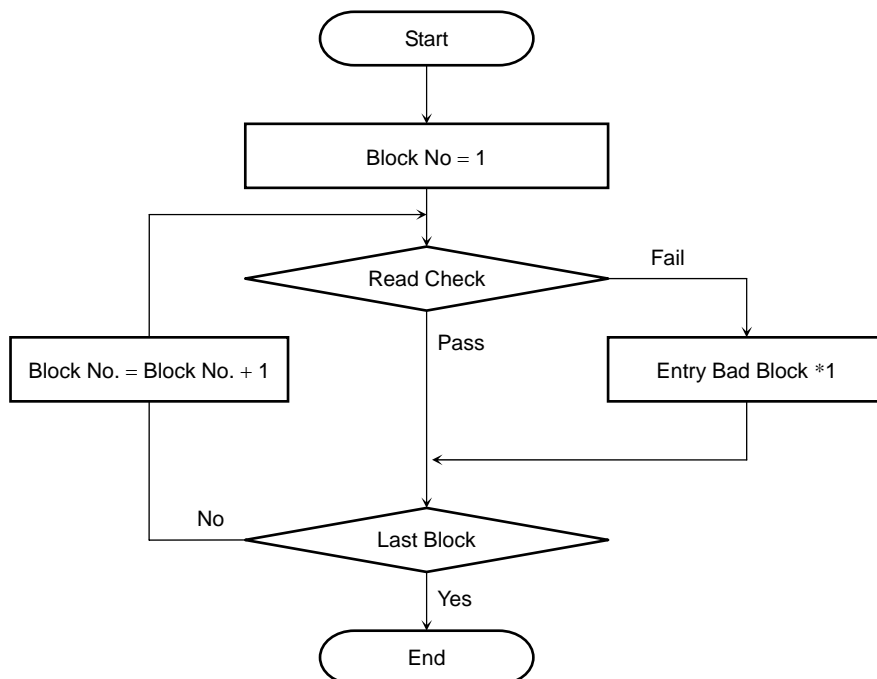 Start
Block No = 1
Read Check
Fail
Pass
Block No. = Block No. + 1
Entry Bad Block *1
No
Last Block
Yes
End